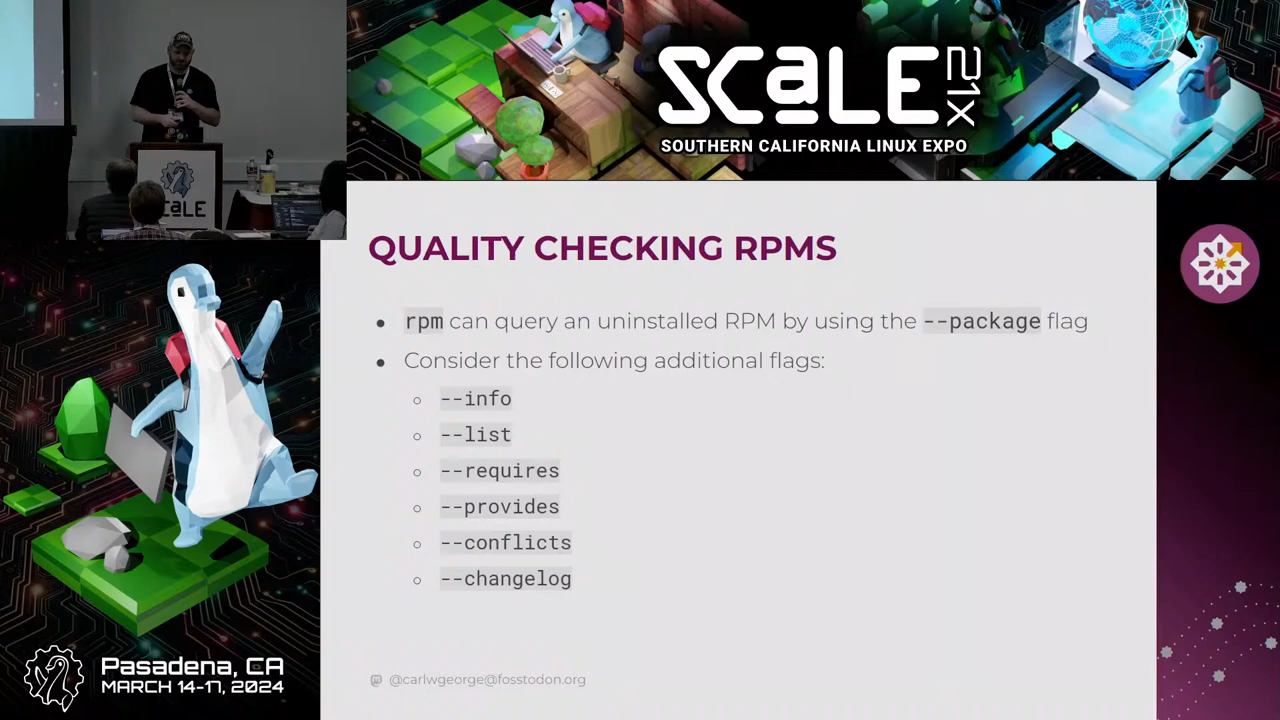 SCaLE 21x
SOUTHERN CALIFORNIA LINUX EXPO
SCaLE
QUALITY CHECKING RPMS
rpm can query an uninstalled RPM by using the --package flag
Consider the following additional flags:
--info
--list
--requires
--provides
--conflicts
--changelog
@carlwgeorge@fosstodon.org
Pasadena, CA
MARCH 14-17, 2024